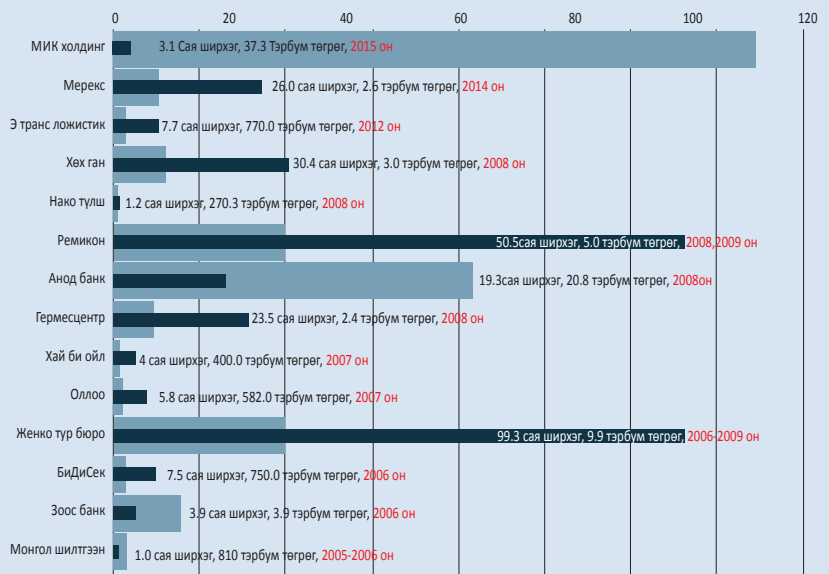 0 20 40 60 80 100 120
МИК холдинг 3.1 Сая ширхэг, 37.3 Тэрбум төгрөг, 2015 он
Мерекс 26.0 сая ширхэг, 2.6 тэрбум төгрөг, 2014 он
Э транс ложистик 7.7 сая ширхэг, 770.0 тэрбум төгрөг, 2012 он
Хөх ган 30.4 сая ширхэг, 3.0 тэрбум төгрөг, 2008 он
Нако түлш 1.2 сая ширхэг, 270.3 тэрбум төгрөг, 2008 он
Ремикон 50.5сая ширхэг, 5.0 тэрбум төгрөг, 2008,2009 он
Анод банк 19.3сая ширхэг, 20.8 тэрбум төгрөг, 2008он
Гермесцентр 23.5 сая ширхэг, 2.4 тэрбум төгрөг, 2008 он
Хай би ойл 4 сая ширхэг, 400.0 тэрбум төгрөг, 2007 он
Оллоо 5.8 сая ширхэг, 582.0 тэрбум төгрөг, 2007 он
Женко тур бюро 99.3 сая ширхэг, 9.9 тэрбум төгрөг, 2006-2009 он
БиДиСек 7.5 сая ширхэг, 750.0 тэрбум төгрөг, 2006 он
Зоос банк 3.9 сая ширхэг, 3.9 тэрбум төгрөг, 2006 он
Монгол шилтгээн 1.0 сая ширхэг, 810 тэрбум төгрөг, 2005-2006 он